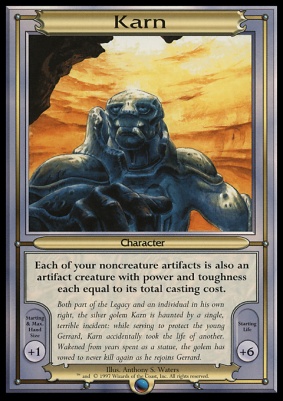 Karn
Character
Each of your noncreature artifacts is also an
artifact creature with power and toughness
each equal to its total casting cost.
Both part of the Legacy and an individual in his own
right, the silver golem Karn is haunted by a single,
terrible incident: while serving to protect the young
Gerrard, Karn accidentally took the life of another.
Wakened from years spent as a statue, the golem has
vowed to never kill again as he rejoins Gerrard.
Starting
& Max.
Hand
Size
+1
Starting
Life
+6
Illus. Anthony S. Waters
™ and © 1997 Wizards of the Coast, Inc. All rights reserved.